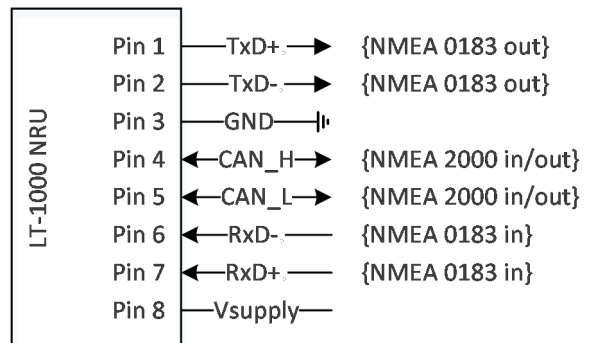 LT-1000 NRU
Pin 1 TxD+ {NMEA 0183 out}
Pin 2 TxD- {NMEA 0183 out}
Pin 3 GND
Pin 4 CAN_H {NMEA 2000 in/out}
Pin 5 CAN_L {NMEA 2000 in/out}
Pin 6 RxD- {NMEA 0183 in}
Pin 7 RxD+ {NMEA 0183 in}
Pin 8 Vsupply